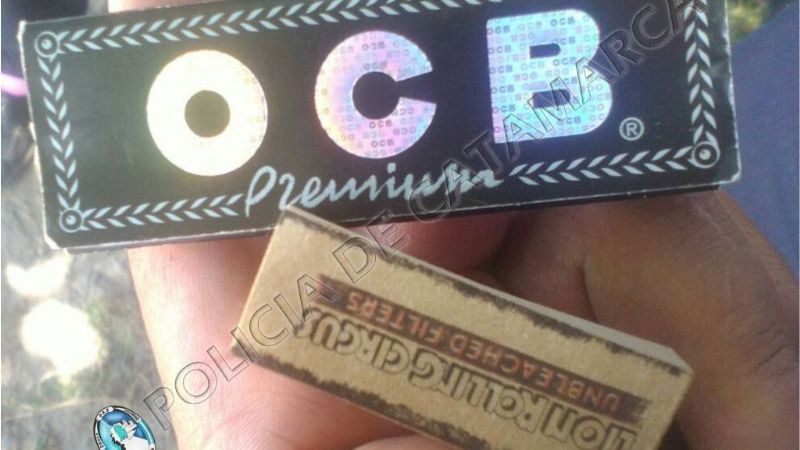 OCB®
Premium
LION ROLLING CIRCUS
UNBLEACHED FILTERS
POLICIA DE CATAMARCA